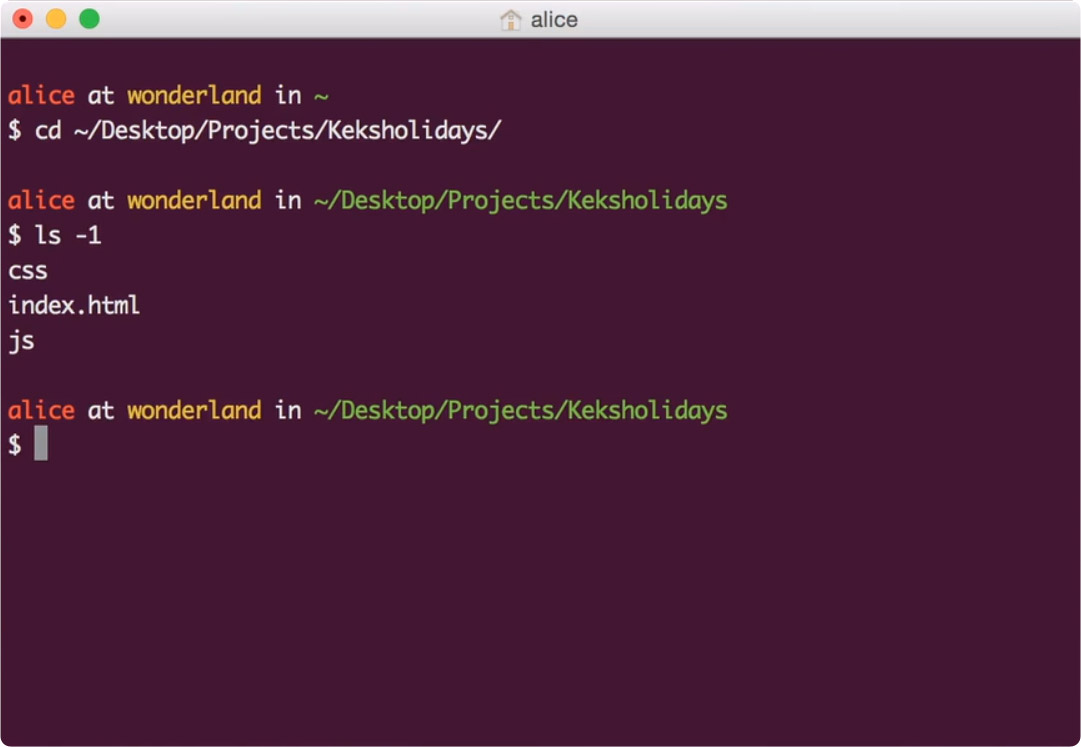 alice
alice at wonderland in ~
$ cd ~/Desktop/Projects/Keksholidays/
alice at wonderland in ~/Desktop/Projects/Keksholidays
$ ls -1
css
index.html
js
alice at wonderland in ~/Desktop/Projects/Keksholidays
$